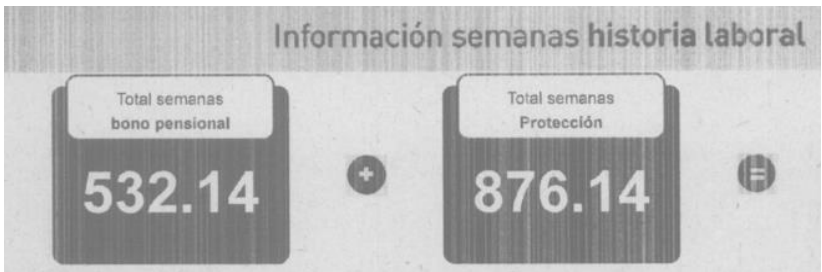 Información semanas historia laboral
Total semanas
bono pensional
532.14
+
Total semanas
Protección
876.14
=